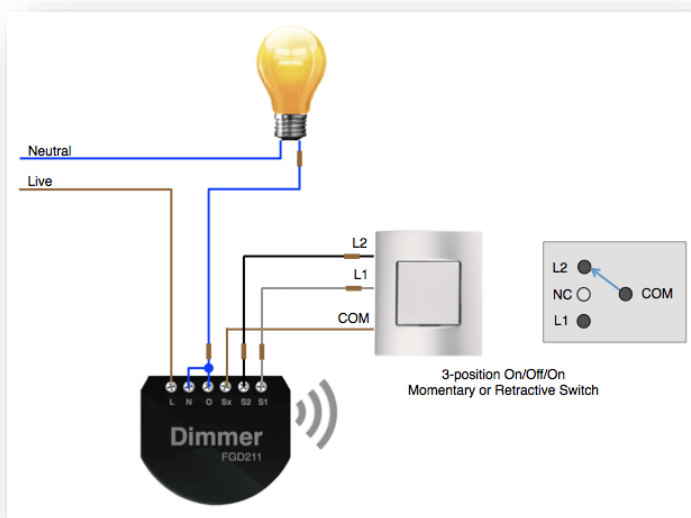 Neutral
Live
L2
L1
COM
L2
NC
COM
L1
3-position On/Off/On
Momentary or Retractive Switch
L N O Sx S2 S1
Dimmer
FGD211